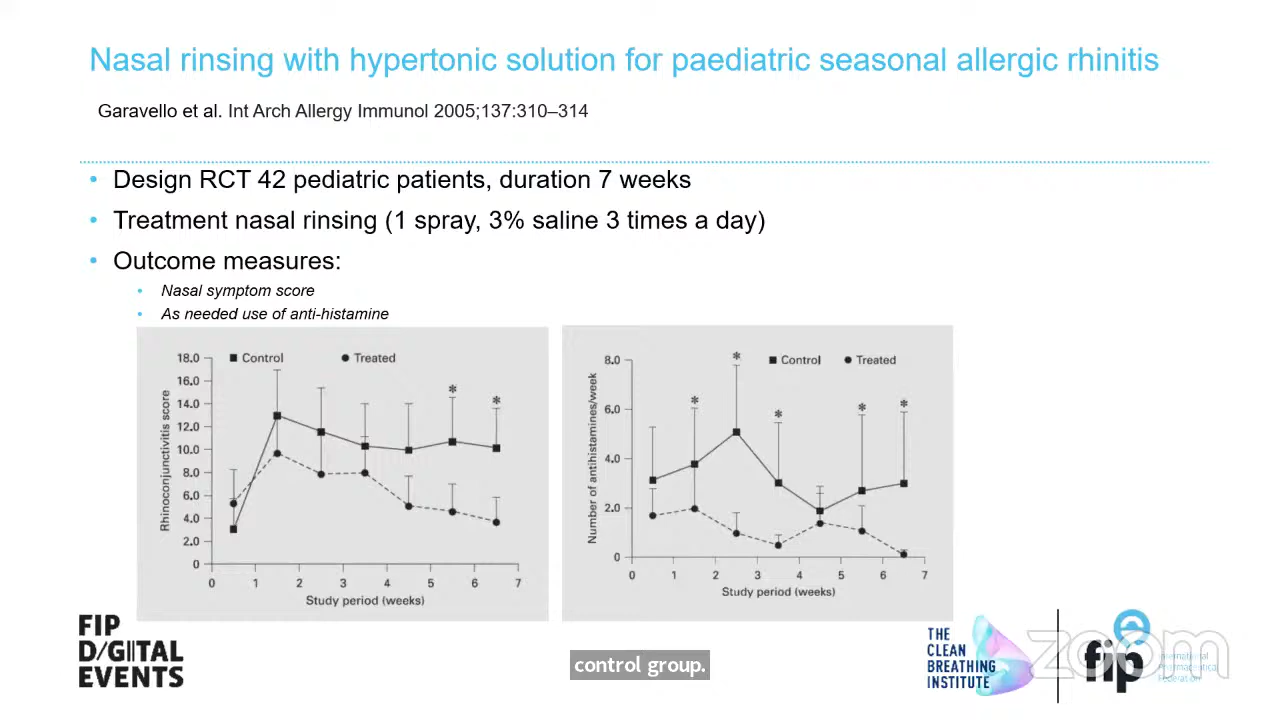 Nasal rinsing with hypertonic solution for paediatric seasonal allergic rhinitis
Garavello et al. Int Arch Allergy Immunol 2005;137:310–314
• Design RCT 42 pediatric patients, duration 7 weeks
• Treatment nasal rinsing (1 spray, 3% saline 3 times a day)
• Outcome measures:
• Nasal symptom score
• As needed use of anti-histamine
Rhinoconjunctivitis score
18.0
16.0
14.0
12.0
10.0
8.0
6.0
4.0
2.0
0
Control
Treated
*
*
0 1 2 3 4 5 6 7
Study period (weeks)
Number of antihistamines/week
8.0
6.0
4.0
2.0
0
Control
Treated
*
*
*
*
*
0 1 2 3 4 5 6 7
Study period (weeks)
FIP
D/G/TAL
EVENTS
control group.
THE
CLEAN
BREATHING
INSTITUTE
fip
International
Pharmaceutical
Federation
zoom